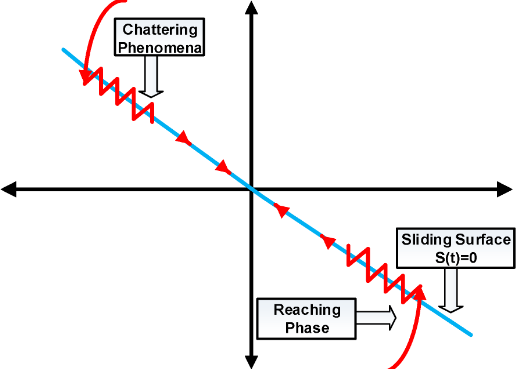 Chattering
Phenomena
Sliding Surface
S(t)=0
Reaching
Phase